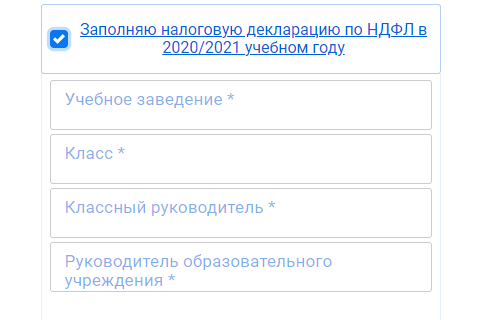 Заполняю налоговую декларацию по НДФЛ в
2020/2021 учебном году
Учебное заведение *
Класс *
Классный руководитель *
Руководитель образовательного
учреждения *